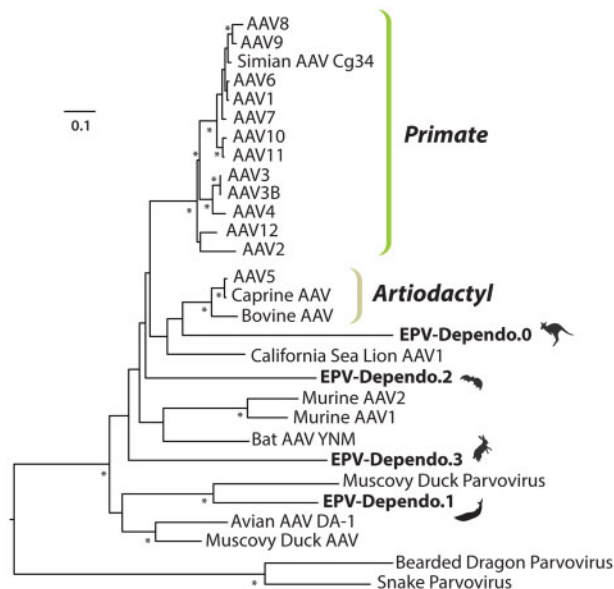 AAV8
AAV9
Simian AAV Cg34
AAV6
AAV1
AAV7
AAV10
AAV11
AAV3
AAV3B
AAV4
AAV12
AAV2
Primate
0.1
AAV5
Caprine AAV
Bovine AAV
Artiodactyl
EPV-Dependo.0
California Sea Lion AAV1
EPV-Dependo.2
Murine AAV2
Murine AAV1
Bat AAV YNM
EPV-Dependo.3
Muscovy Duck Parvovirus
EPV-Dependo.1
Avian AAV DA-1
Muscovy Duck AAV
Bearded Dragon Parvovirus
Snake Parvovirus